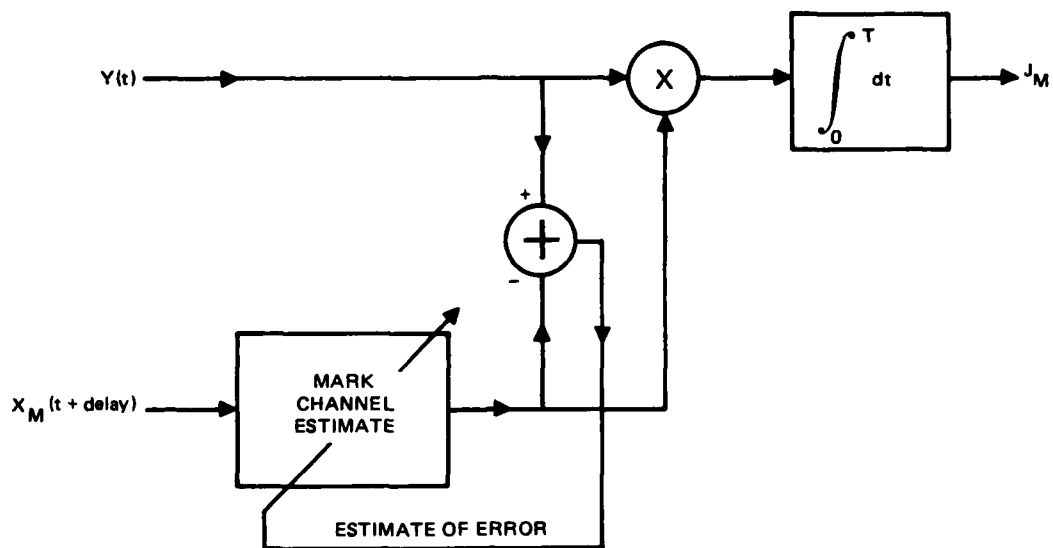 T
Y(t)
X
∫ dt
J_M
0
+
+
-
MARK
X_M (t + delay)
CHANNEL
ESTIMATE
ESTIMATE OF ERROR